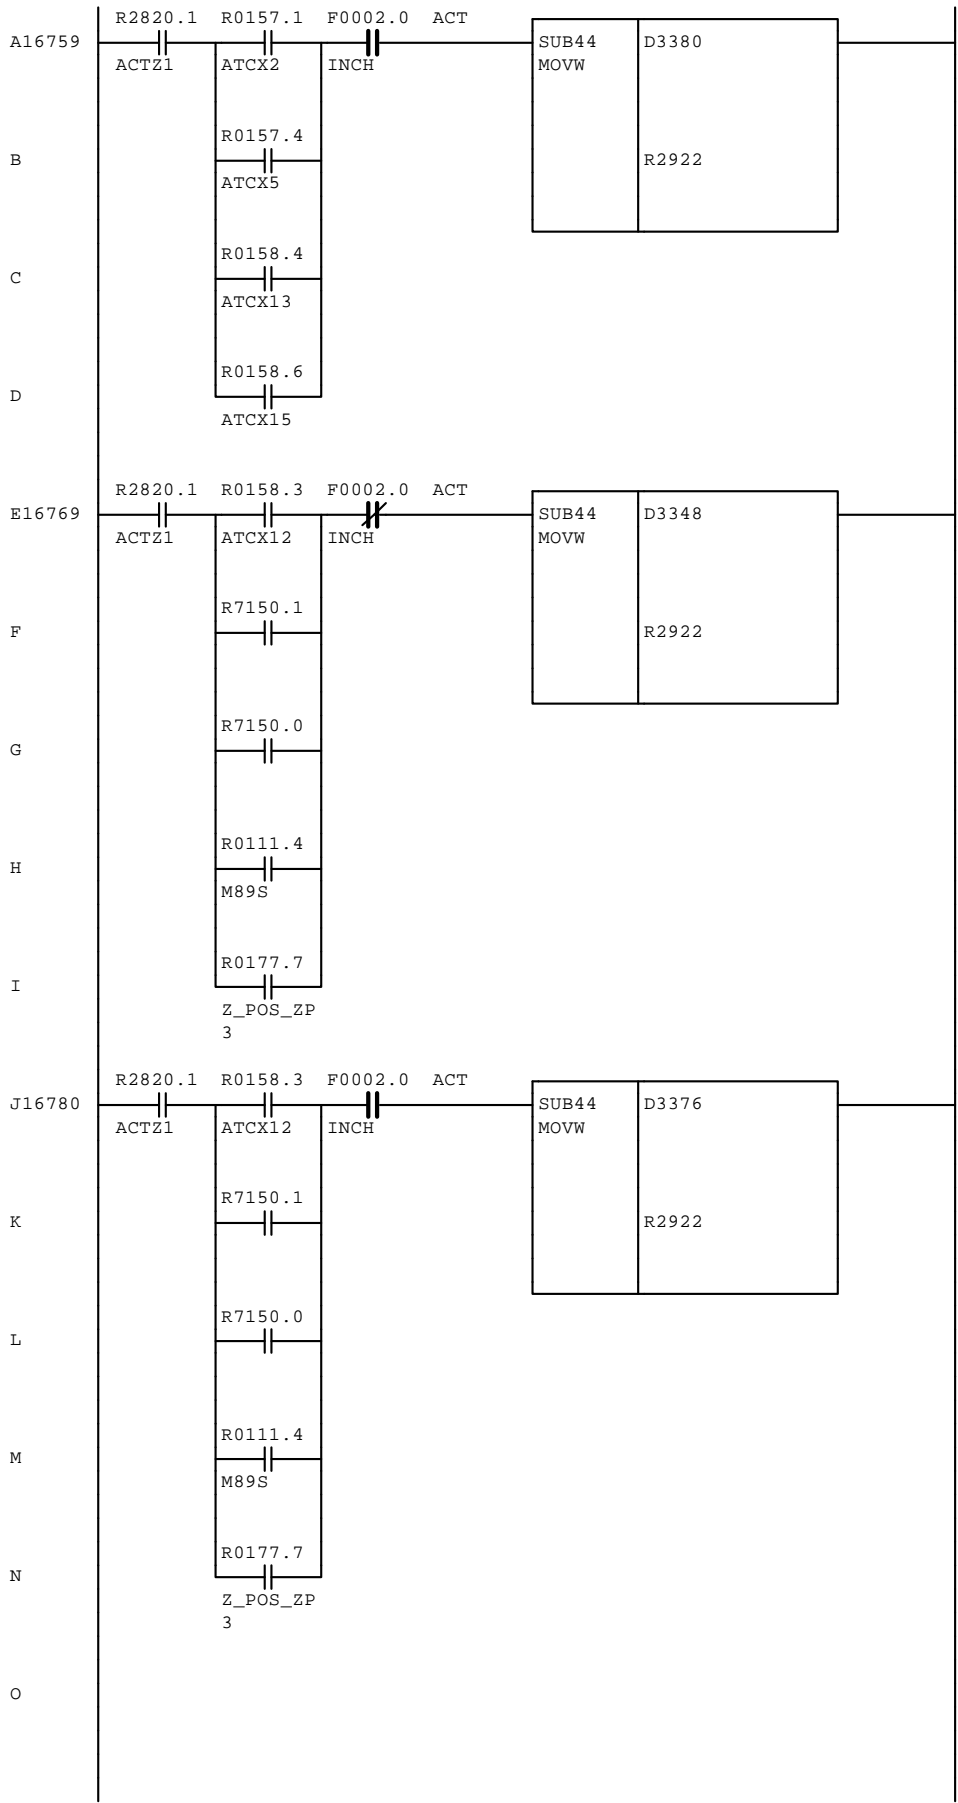 R2820.1 R0157.1 F0002.0 ACT
A16759 SUB44 D3380
ACTZ1 ATCX2 INCH MOVW
R0157.4
B R2922
ATCX5
R0158.4
C
ATCX13
R0158.6
D
ATCX15
R2820.1 R0158.3 F0002.0 ACT
E16769 SUB44 D3348
ACTZ1 ATCX12 INCH MOVW
R7150.1
F R2922
R7150.0
G
R0111.4
H
M89S
R0177.7
I
Z_POS_ZP
3
R2820.1 R0158.3 F0002.0 ACT
J16780 SUB44 D3376
ACTZ1 ATCX12 INCH MOVW
R7150.1
K R2922
R7150.0
L
R0111.4
M
M89S
R0177.7
N
Z_POS_ZP
3
O